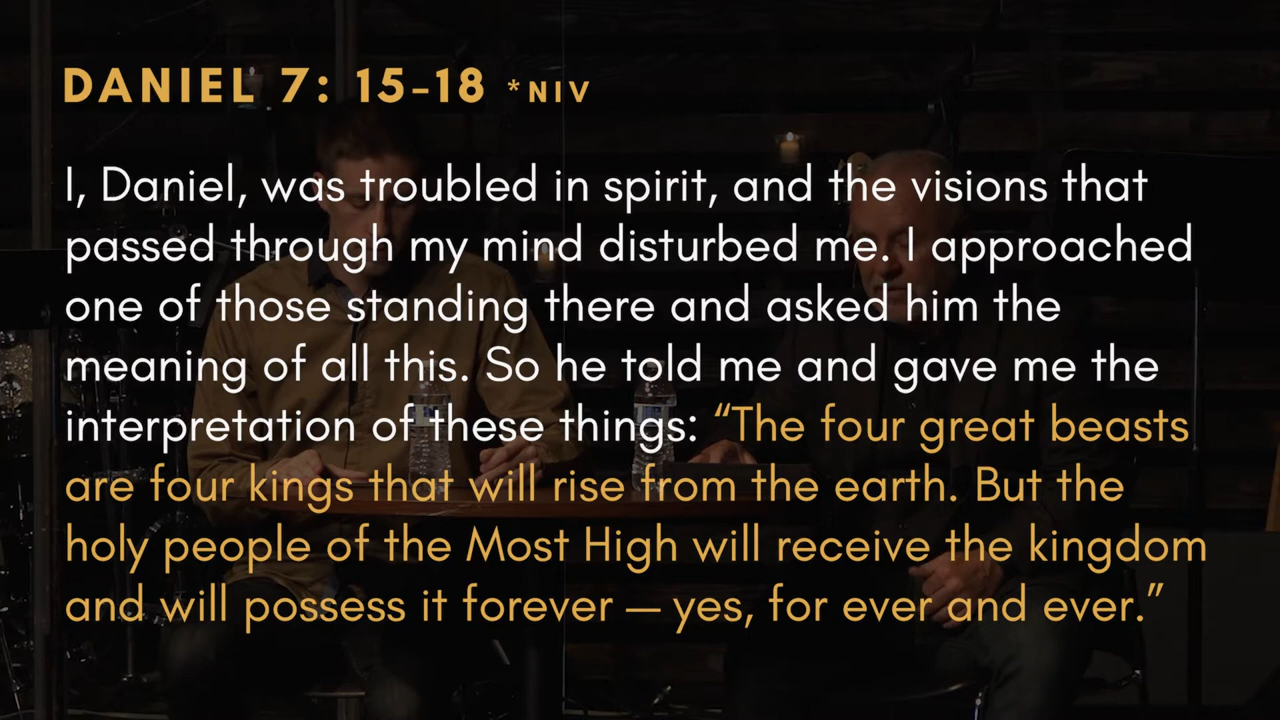 DANIEL 7: 15-18 *NIV
I, Daniel, was troubled in spirit, and the visions that
passed through my mind disturbed me. I approached
one of those standing there and asked him the
meaning of all this. So he told me and gave me the
interpretation of these things: “The four great beasts
are four kings that will rise from the earth. But the
holy people of the Most High will receive the kingdom
and will possess it forever — yes, for ever and ever.”